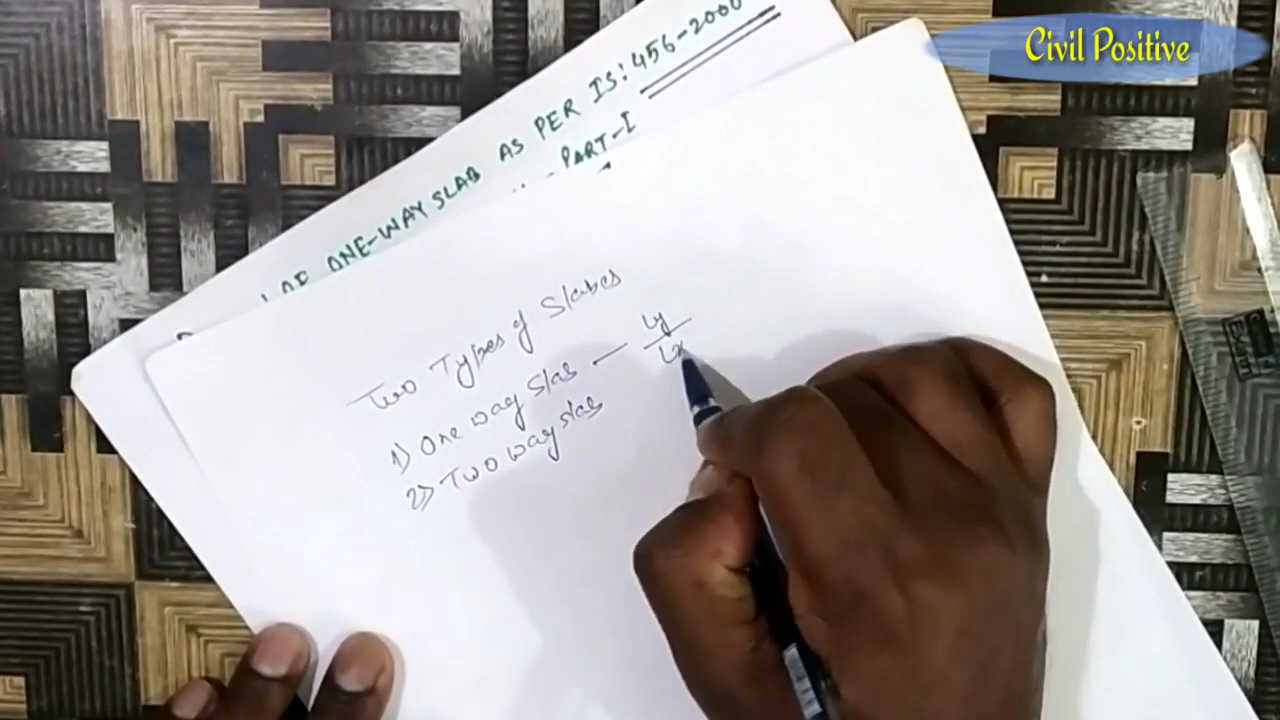 Civil Positive
OF ONE-WAY SLAB AS PER IS:456-2000
PART-I
Two Types of Slabes
1) One way Slab — Ly
Lx
2) Two way slab